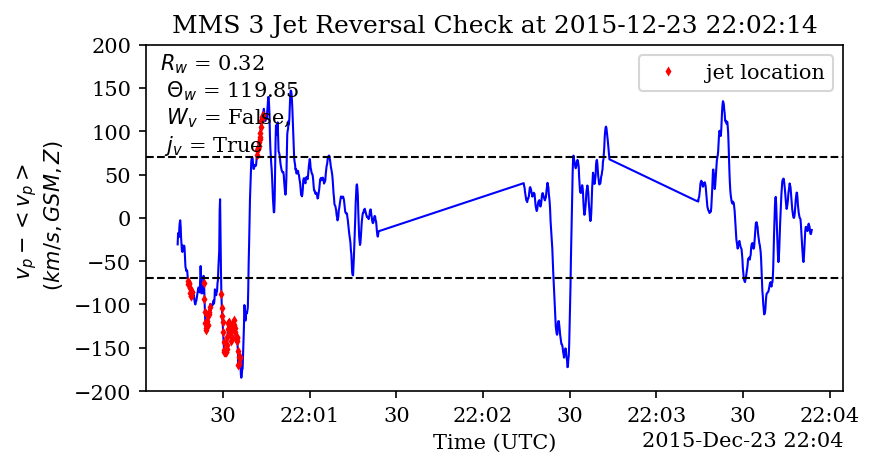 MMS 3 Jet Reversal Check at 2015-12-23 22:02:14
R_w = 0.32
Θ_w = 119.85
W_v = False,
j_v = True
jet location
v_p − < v_p >
(km/s, GSM, Z)
200
150
100
50
0
−50
−100
−150
−200
30 22:01 30 22:02 30 22:03 30 22:04
Time (UTC)
2015-Dec-23 22:04